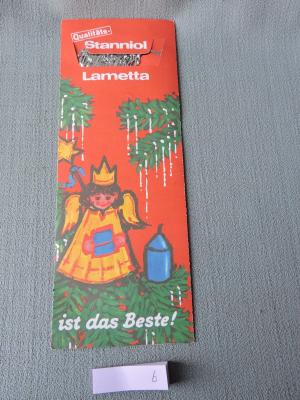 Qualitäts-
Stanniol
Lametta
ist das Beste!
6